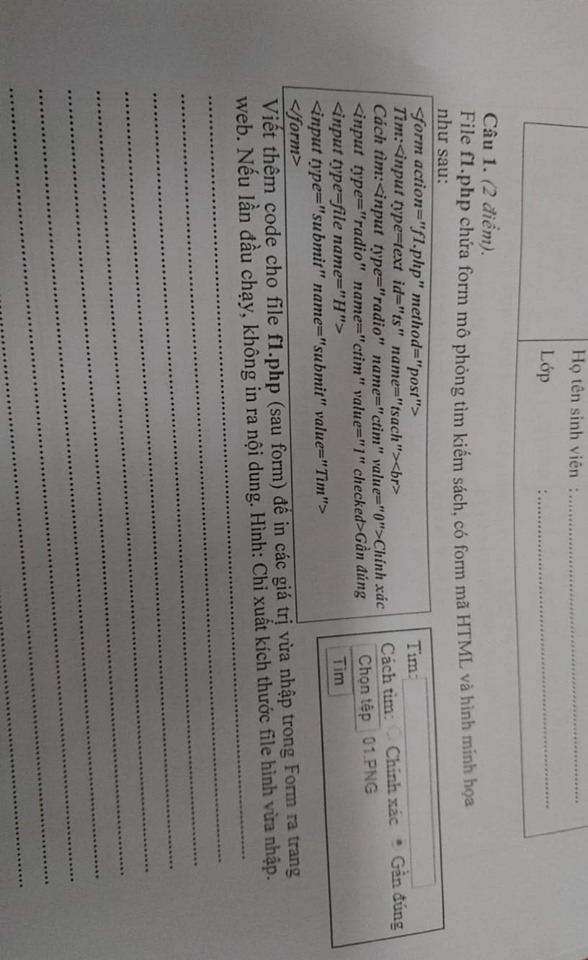 Họ tên sinh viên :
Lớp :
Câu 1. (2 điểm).
File f1.php chứa form mô phỏng tìm kiếm sách, có form mã HTML và hình minh họa
như sau:
<form action="f1.php" method="post">
Tìm:<input type=text id="ts" name="tsach"><br>
Cách tìm:<input type="radio" name="ctim" value="0">Chính xác
<input type="radio" name="ctim" value="1" checked>Gần đúng
<input type=file name="H">
<input type="submit" name="submit" value="Tìm">
</form>
Tìm:
Cách tìm: Chính xác Gần đúng
Chọn tệp 01.PNG
Tìm
Viết thêm code cho file f1.php (sau form) để in các giá trị vừa nhập trong Form ra trang
web. Nếu lần đầu chạy, không in ra nội dung. Hình: Chỉ xuất kích thước file hình vừa nhập.